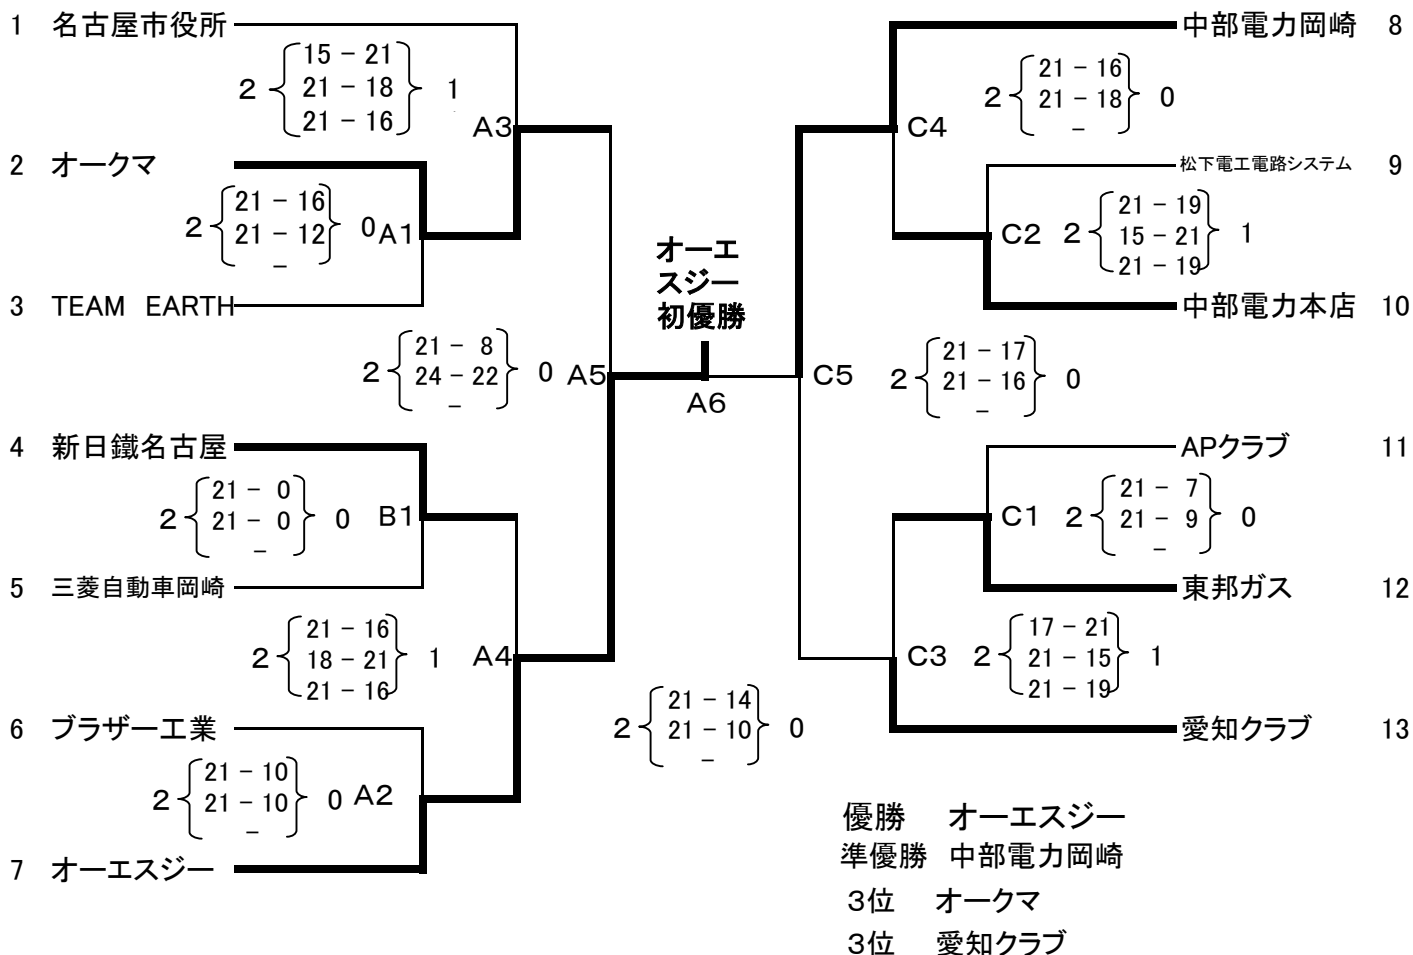 1 名古屋市役所
2 { 15 - 21 } 1
21 - 18
21 - 16
A3
2 オークマ
2 { 21 - 16 } 0
21 - 12
-
A1
3 TEAM EARTH
2 { 21 - 8 } 0
24 - 22
-
A5
4 新日鐵名古屋
2 { 21 - 0 } 0
21 - 0
-
B1
5 三菱自動車岡崎
2 { 21 - 16 } 1
18 - 21
21 - 16
A4
6 ブラザー工業
2 { 21 - 10 } 0
21 - 10
-
A2
7 オーエスジー
オーエ
スジー
初優勝
A6
2 { 21 - 14 } 0
21 - 10
-
中部電力岡崎 8
2 { 21 - 16 } 0
21 - 18
-
C4
松下電工電路システム 9
C2 2 { 21 - 19 } 1
15 - 21
21 - 19
中部電力本店 10
C5 2 { 21 - 17 } 0
21 - 16
-
APクラブ 11
C1 2 { 21 - 7 } 0
21 - 9
-
東邦ガス 12
C3 2 { 17 - 21 } 1
21 - 15
21 - 19
愛知クラブ 13
優勝 オーエスジー
準優勝 中部電力岡崎
3位 オークマ
3位 愛知クラブ